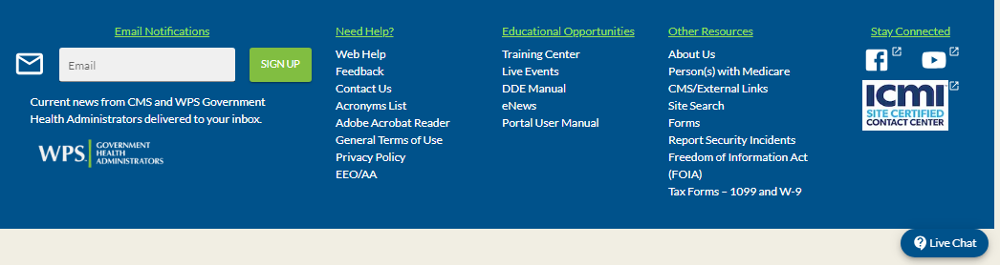 Email Notifications
Email
SIGN UP
Current news from CMS and WPS Government
Health Administrators delivered to your inbox.
WPS.
GOVERNMENT
HEALTH
ADMINISTRATORS
Need Help?
Web Help
Feedback
Contact Us
Acronyms List
Adobe Acrobat Reader
General Terms of Use
Privacy Policy
EEO/AA
Educational Opportunities
Training Center
Live Events
DDE Manual
eNews
Portal User Manual
Other Resources
About Us
Person(s) with Medicare
CMS/External Links
Site Search
Forms
Report Security Incidents
Freedom of Information Act
(FOIA)
Tax Forms – 1099 and W-9
Stay Connected
ICMI
SITE CERTIFIED
CONTACT CENTER
Live Chat